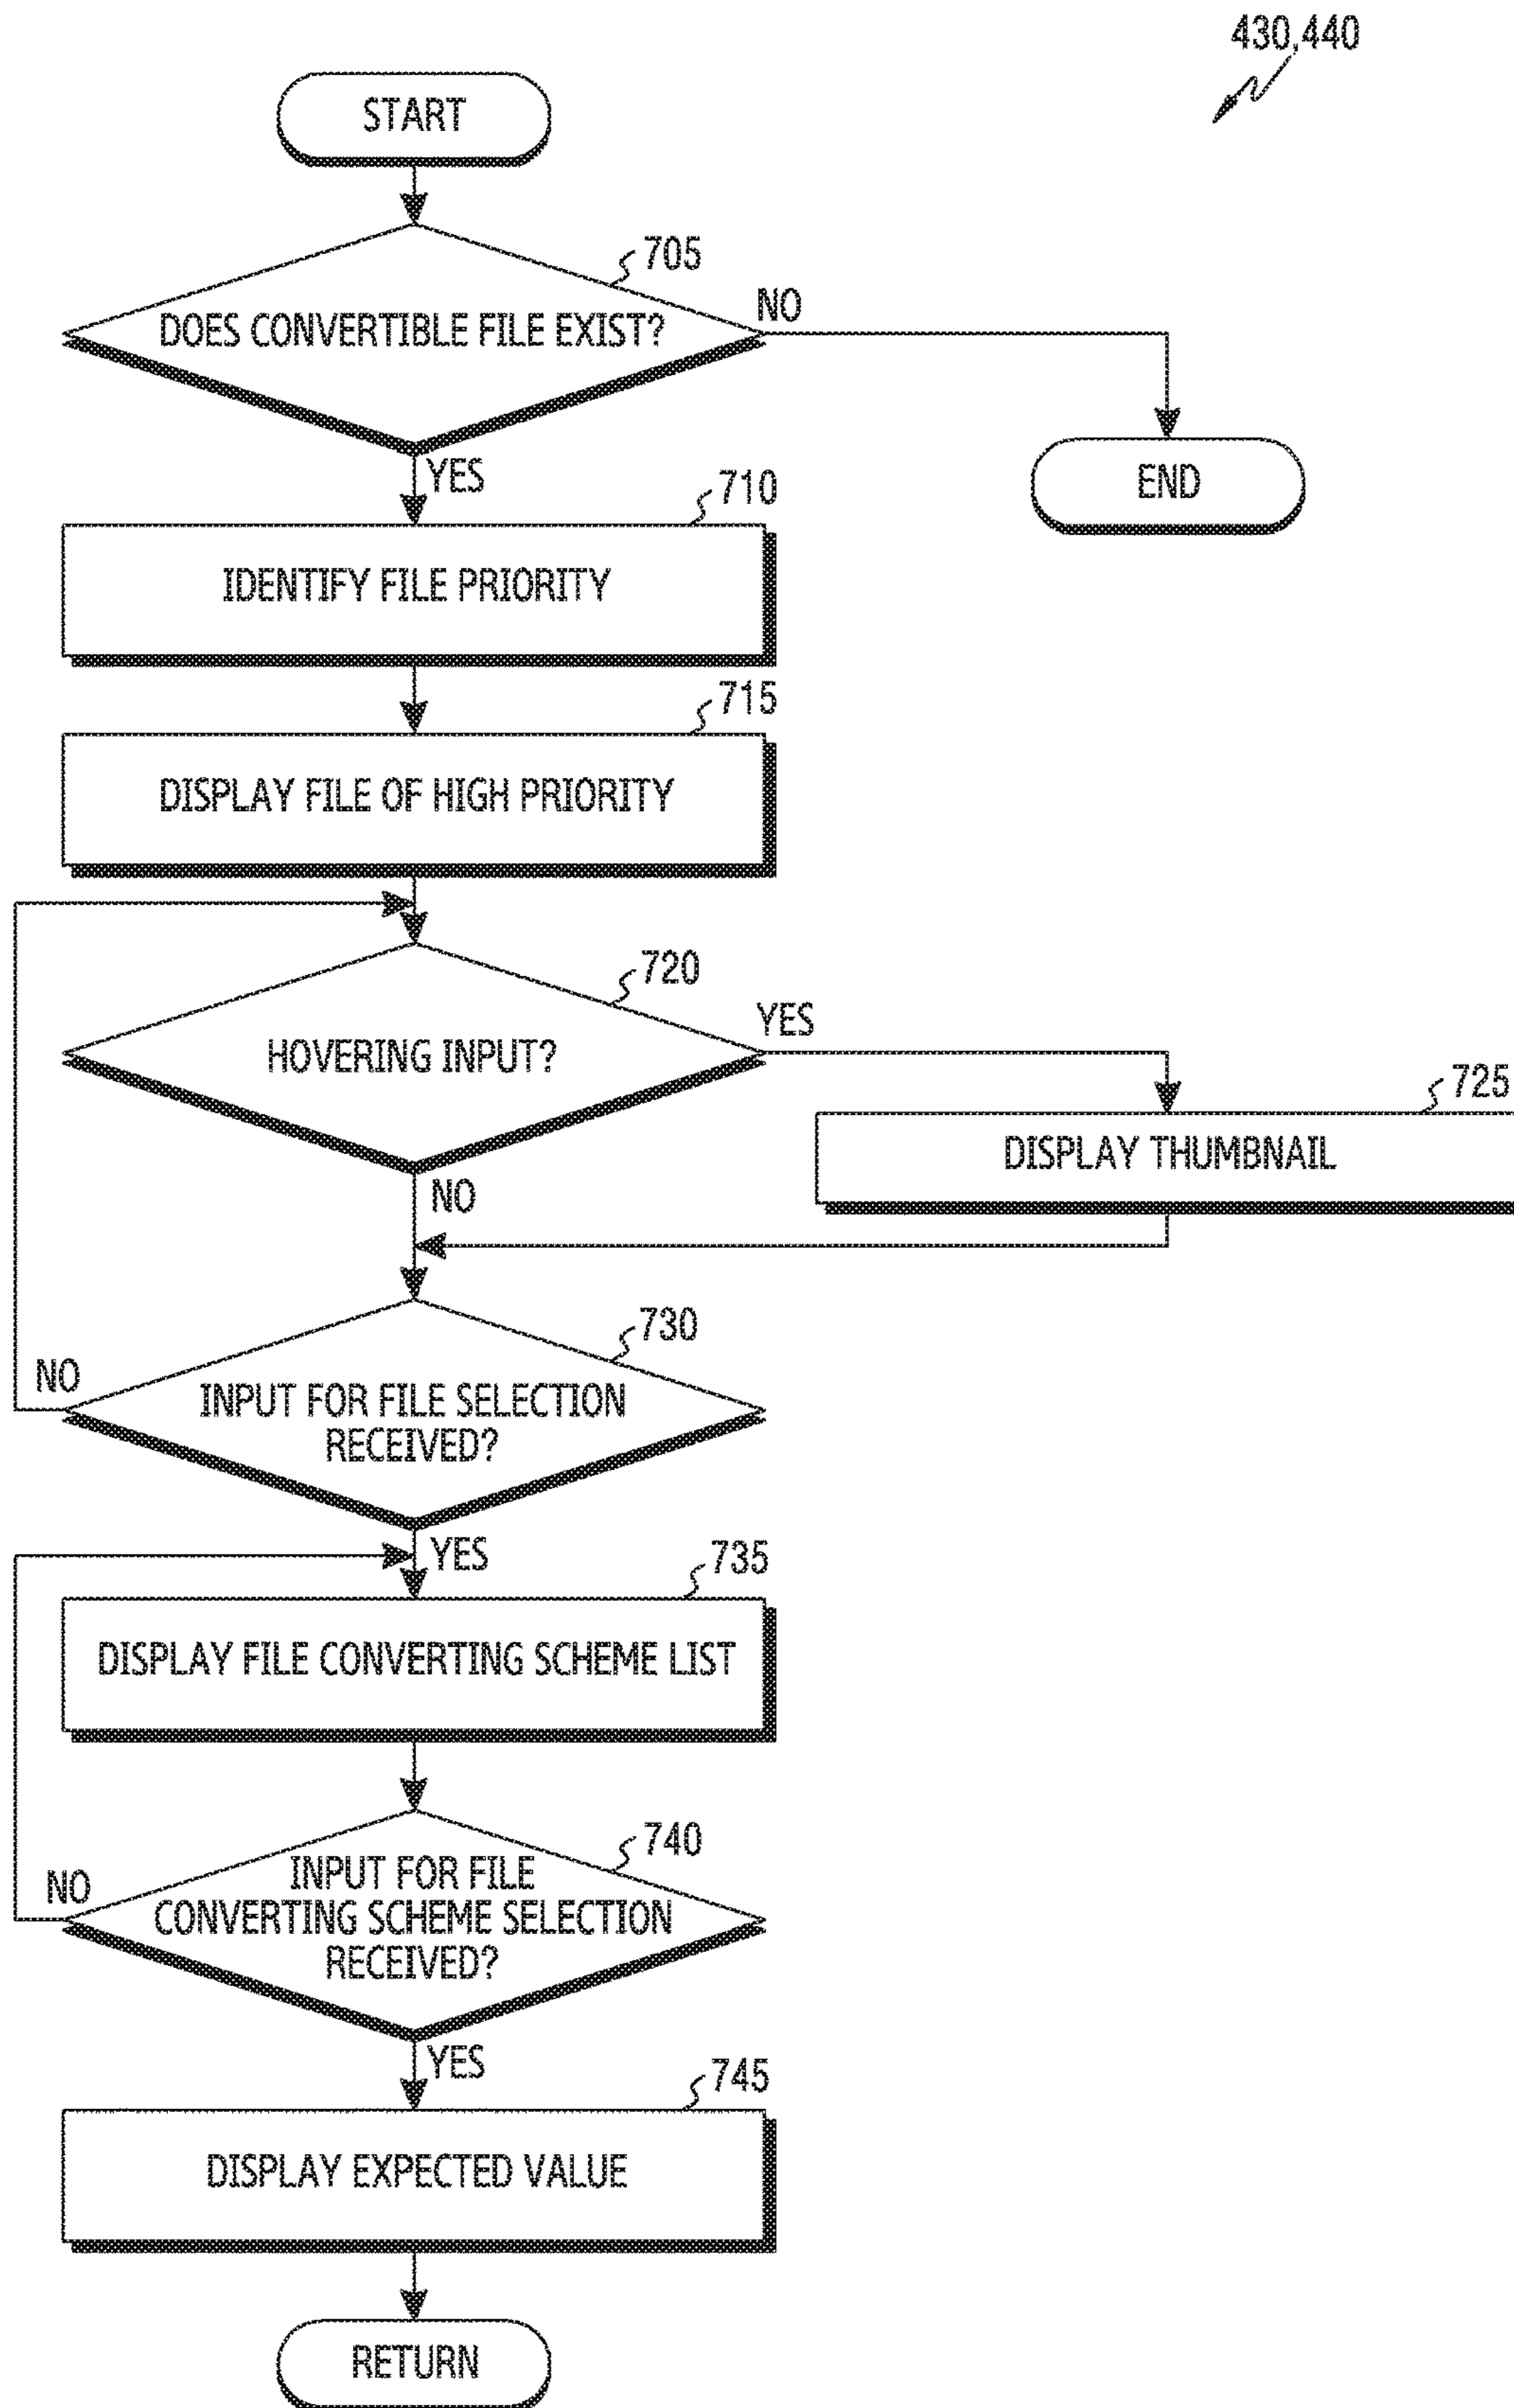 430,440
START
705
DOES CONVERTIBLE FILE EXIST?
NO
END
YES
710
IDENTIFY FILE PRIORITY
715
DISPLAY FILE OF HIGH PRIORITY
720
HOVERING INPUT?
YES
725
DISPLAY THUMBNAIL
NO
730
INPUT FOR FILE SELECTION
RECEIVED?
NO
YES
735
DISPLAY FILE CONVERTING SCHEME LIST
740
INPUT FOR FILE
CONVERTING SCHEME SELECTION
RECEIVED?
NO
YES
745
DISPLAY EXPECTED VALUE
RETURN